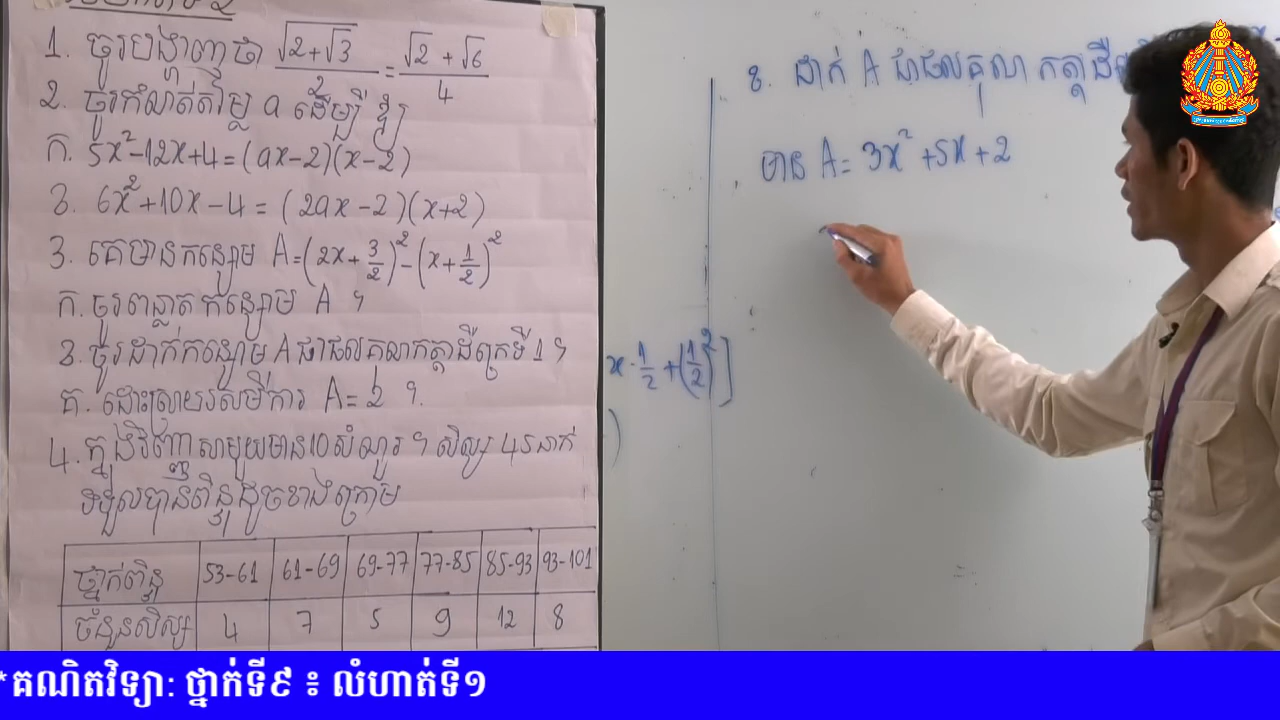 1. ចូរបង្ហាញថា √2+√3 / 2 = √2 + √6 / 4
2. ចូរកំណត់តម្លៃ a ដើម្បី ឱ្យ
ក. 5x²-12x+4=(ax-2)(x-2)
ខ. 6x²+10x-4 = (2ax-2)(x+2)
3. គេមានកន្សោម A=(2x+3/2)²-(x+1/2)²
ក. ចូរពន្លាតកន្សោម A ។
ខ. ចូរដាក់កន្សោម A ជាផលគុណកត្តាដឺក្រេទី 1 ។
គ. ដោះស្រាយសមីការ A=2 ។
4. ក្នុងវិញ្ញាសាមួយមាន 10 សំណួរ ។ សិស្ស 45 នាក់
ទទួលបានពិន្ទុដូចខាងក្រោម
ថ្នាក់ពិន្ទុ 53-61 61-69 69-77 77-85 85-93 93-101
ចំនួនសិស្ស 4 7 5 9 12 8
x·1/2 +(1/2)²]
)
ខ. ដាក់ A ជាផលគុណ កត្តាដឺ
មាន A= 3x²+5x+2
*គណិតវិទ្យា: ថ្នាក់ទី៩ ៖ លំហាត់ទី១